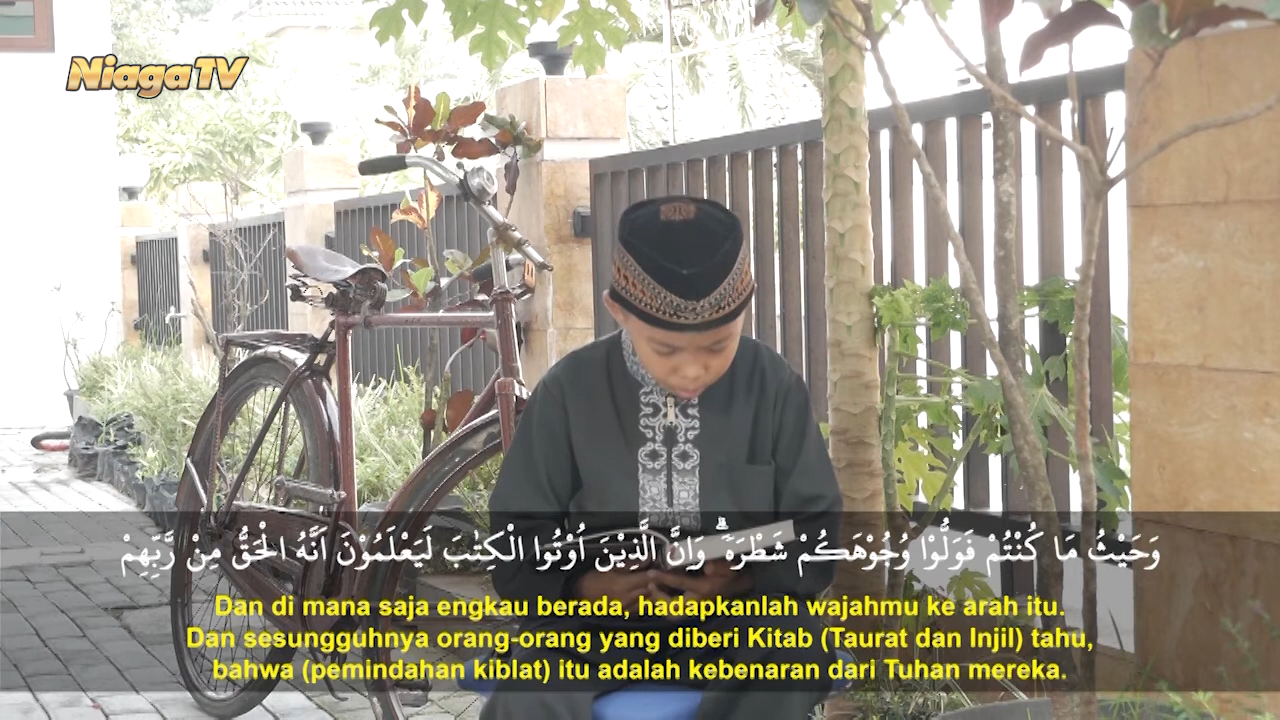 NiagaTV
وَحَيْثُ مَا كُنْتُمْ فَوَلُّوْا وُجُوْهَكُمْ شَطْرَهٗ ۗ وَاِنَّ الَّذِيْنَ اُوْتُوا الْكِتٰبَ لَيَعْلَمُوْنَ اَنَّهُ الْحَقُّ مِنْ رَّبِّهِمْ
Dan di mana saja engkau berada, hadapkanlah wajahmu ke arah itu.
Dan sesungguhnya orang-orang yang diberi Kitab (Taurat dan Injil) tahu,
bahwa (pemindahan kiblat) itu adalah kebenaran dari Tuhan mereka.